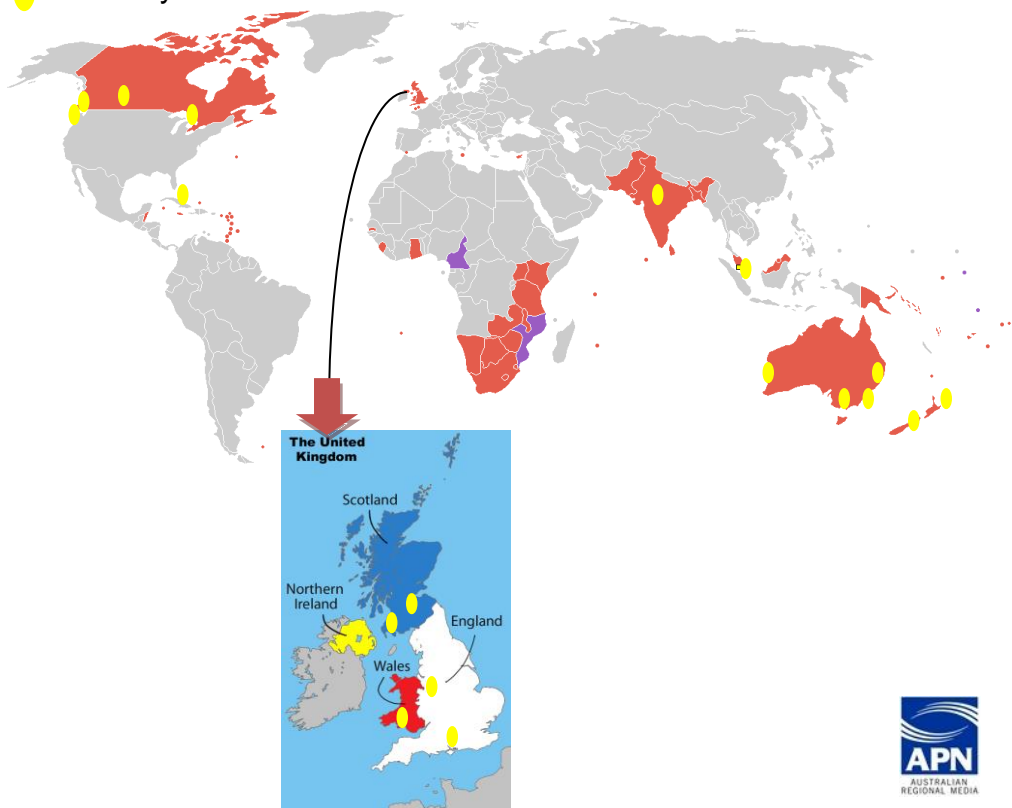 The United
Kingdom
Scotland
Northern
Ireland
England
Wales
APN
AUSTRALIAN
REGIONAL MEDIA